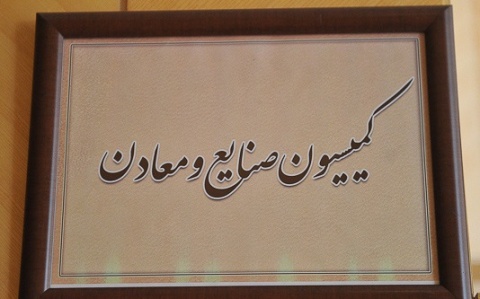 کمیسیون صنایع و معادن